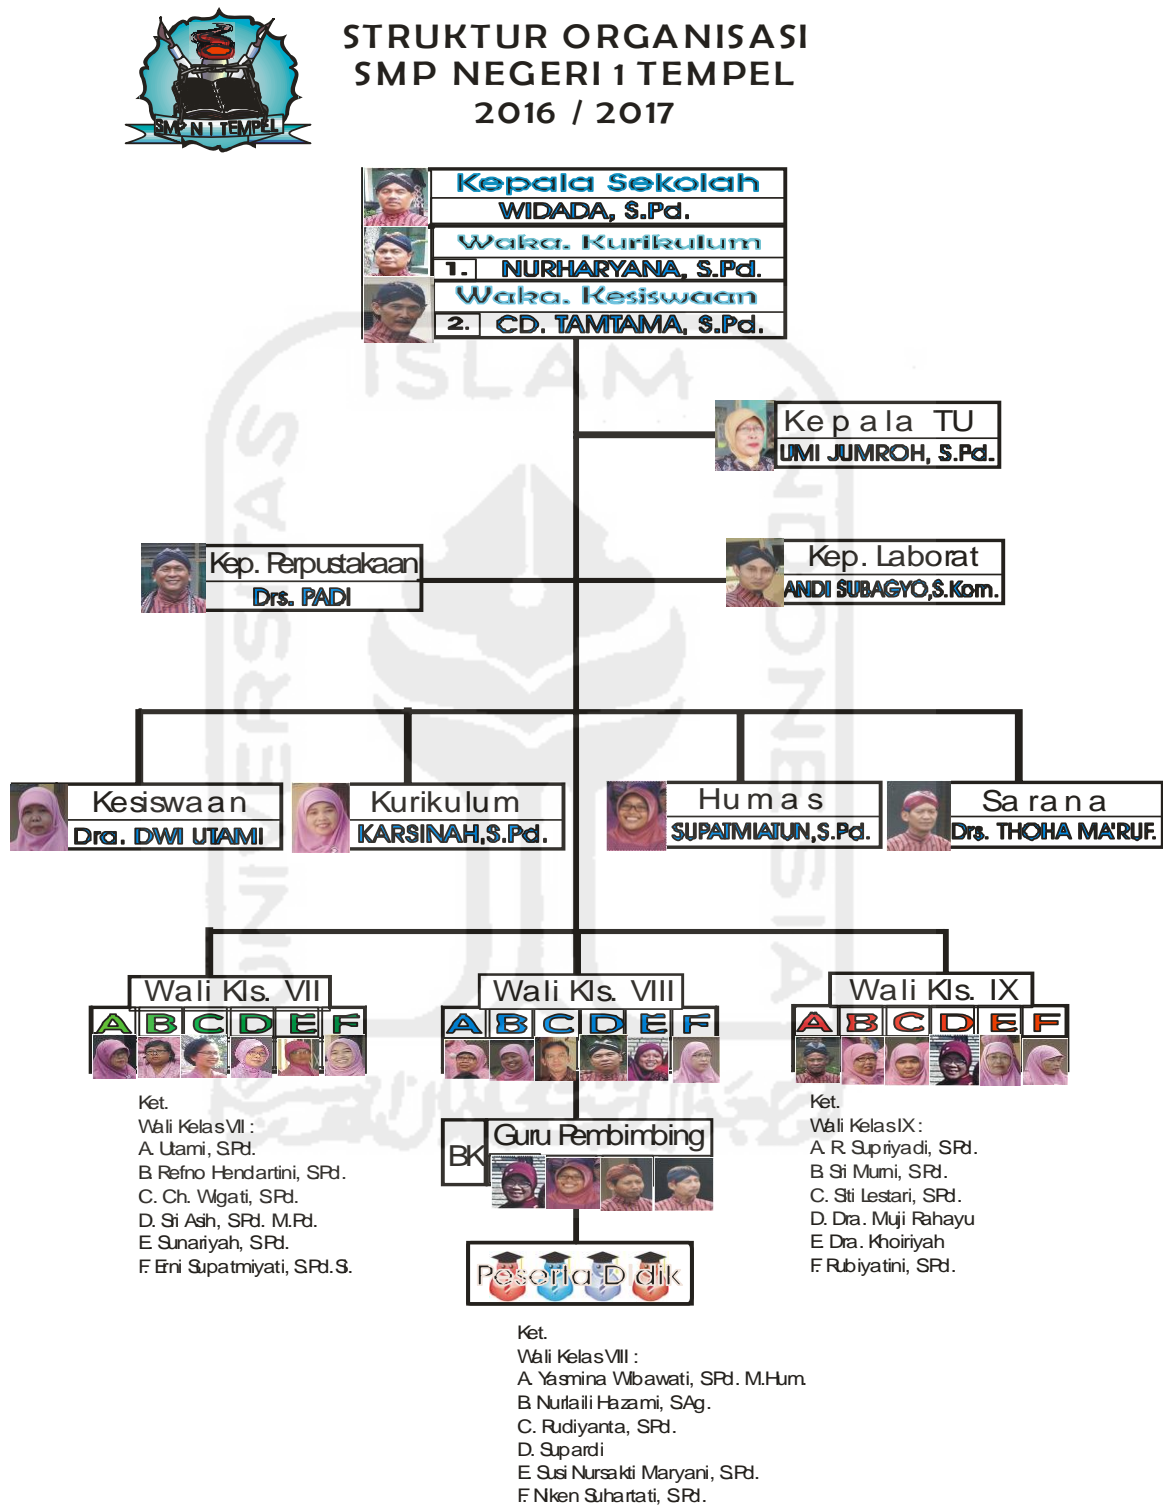 STRUKTUR ORGANISASI
SMP NEGERI 1 TEMPEL
2016 / 2017
SMP N 1 TEMPEL
Kepala Sekolah
WIDADA, S.Pd.
Waka. Kurikulum
1. NURHARYANA, S.Pd.
Waka. Kesiswaan
2. CD. TAMTAMA, S.Pd.
Kepala TU
UMI JUMROH, S.Pd.
Kep. Perpustakaan
Drs. PADI
Kep. Laborat
ANDI SUBAGYO,S.Kom.
Kesiswaan
Dra. DWI UTAMI
Kurikulum
KARSINAH,S.Pd.
Humas
SUPATMIATUN,S.Pd.
Sarana
Drs. THOHA MA'RUF.
Wali Kls. VII
A B C D E F
Wali Kls. VIII
A B C D E F
Wali Kls. IX
A B C D E F
Ket.
Wali Kelas VII :
A. Utami, S.Pd.
B. Refno Hendartini, S.Pd.
C. Ch. Wigati, S.Pd.
D. Sri Asih, S.Pd. M.Pd.
E. Sunariyah, S.Pd.
F. Erni Supatmiyati, S.Pd.Si.
BK
Guru Pembimbing
Peserta Didik
Ket.
Wali Kelas IX :
A. R. Supriyadi, S.Pd.
B. Sri Murni, S.Pd.
C. Siti Lestari, S.Pd.
D. Dra. Muji Rahayu
E. Dra. Khoiriyah
F. Rubiyatini, S.Pd.
Ket.
Wali Kelas VIII :
A. Yasmina Wibawati, S.Pd. M.Hum.
B. Nurlaili Hazami, S.Ag.
C. Rudiyanta, S.Pd.
D. Supardi
E. Susi Nursakti Maryani, S.Pd.
F. Niken Suhartati, S.Pd.
UNIVERSITAS
ISLAM
INDONESIA